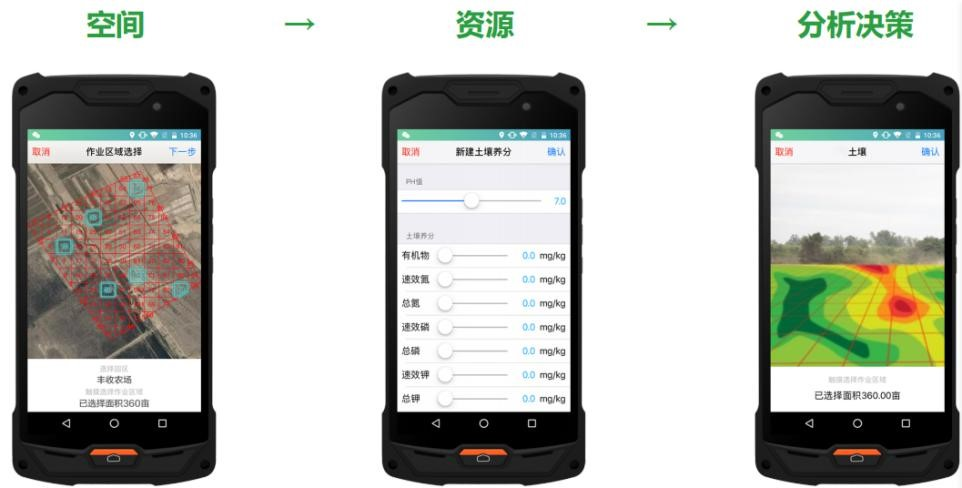 空间 → 资源 → 分析决策
10:36
取消 作业区域选择 下一步
选择园区
丰收农场
触摸选择作业区域
已选择面积360亩
10:36
取消 新建土壤养分 确认
PH值
7.0
土壤养分
有机物 0.0 mg/kg
速效氮 0.0 mg/kg
总氮 0.0 mg/kg
速效磷 0.0 mg/kg
总磷 0.0 mg/kg
速效钾 0.0 mg/kg
总钾 0.0 mg/kg
10:36
取消 土壤 确认
触摸选择作业区域
已选择面积360.00亩